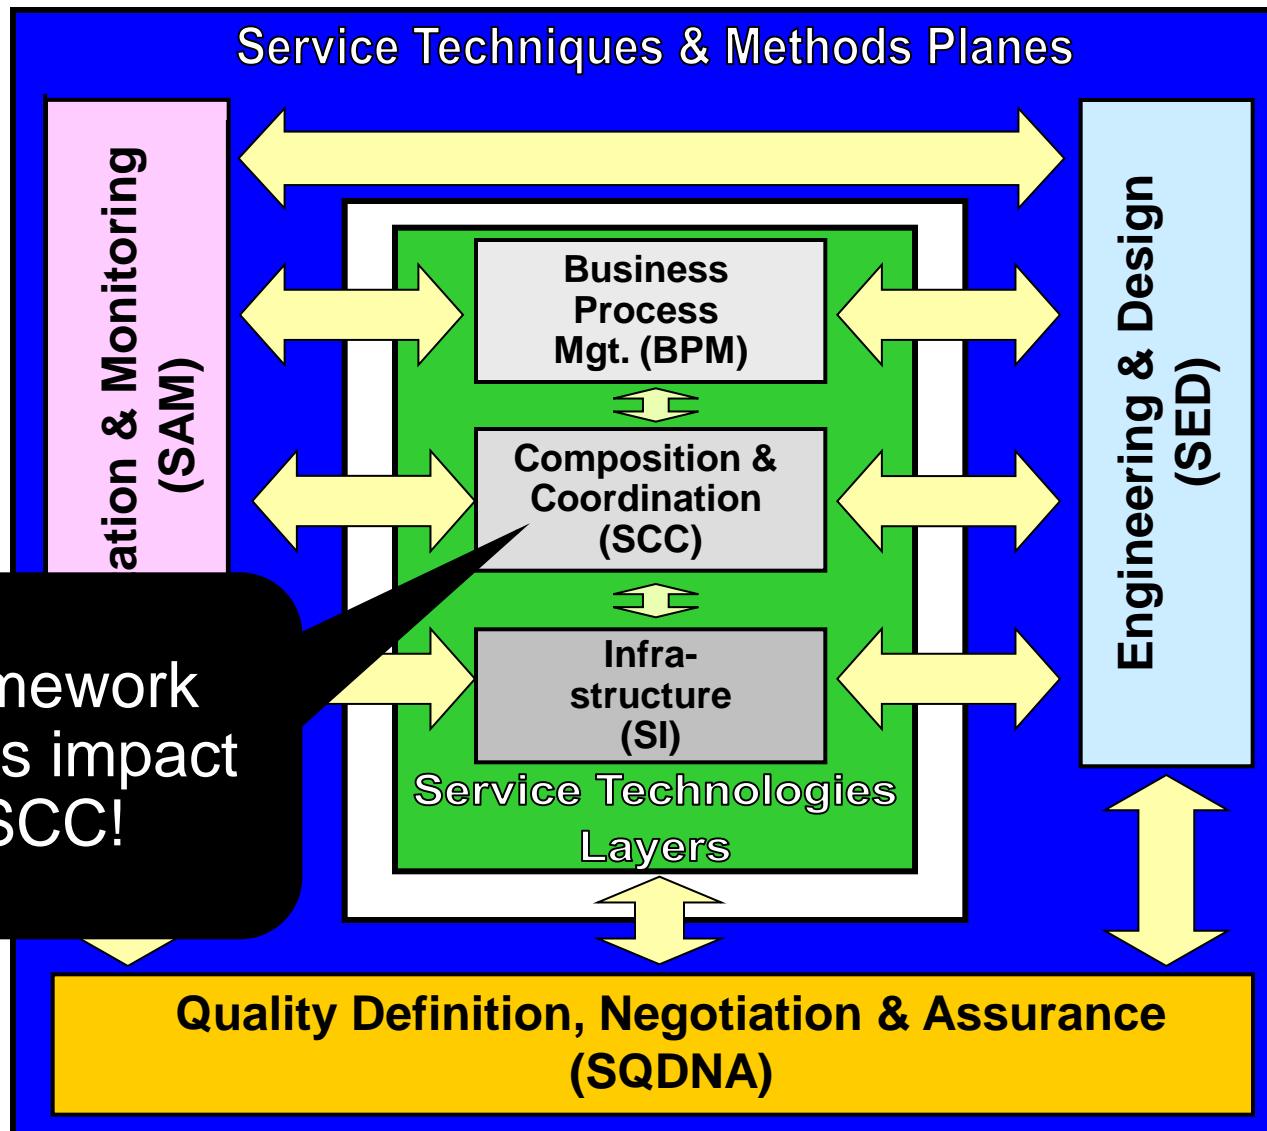 Service Techniques & Methods Planes
ation & Monitoring
(SAM)
Business
Process
Mgt. (BPM)
Composition &
Coordination
(SCC)
Infra-
structure
(SI)
Service Technologies
Layers
Engineering & Design
(SED)
mework
s impact
SCC!
Quality Definition, Negotiation & Assurance
(SQDNA)